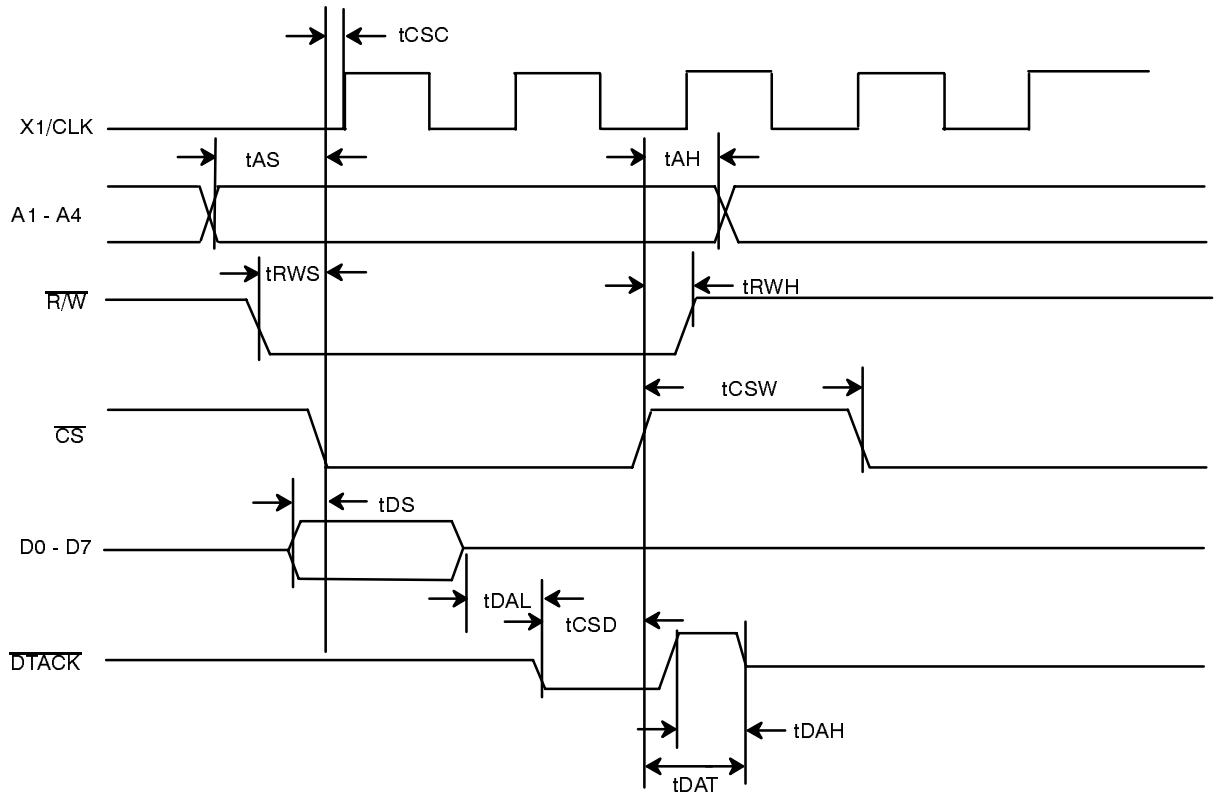 tCSC
X1/CLK
tAS
tAH
A1 - A4
tRWS
tRWH
R/W
tCSW
CS
tDS
D0 - D7
tDAL
tCSD
DTACK
tDAH
tDAT